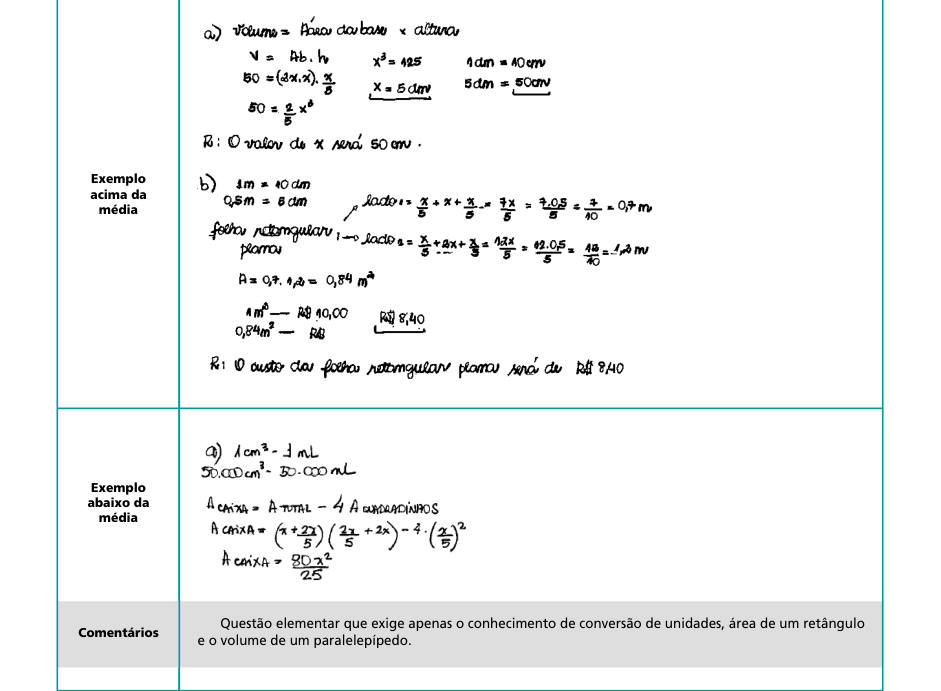 Exemplo
acima da
média
a) Volume = Área da base x altura
V = Ab. h
50 = (2x.x). x/5
50 = 2/5 x³
x³ = 125
x = 5 dm
1 dm = 10 cm
5 dm = 50 cm
R: O valor de x será 50 cm.
b) 1m = 10 dm
0,5m = 5 dm
folha retangular plana:
lado 1 = x/5 + x + x/5 = 7x/5 = 7.0,5/5 = 7/10 = 0,7 m
lado 2 = x/5 + 2x + x/5 = 12x/5 = 12.0,5/5 = 12/10 = 1,2 m
A = 0,7. 1,2 = 0,84 m²
1 m² — R$ 10,00
0,84 m² — R$
R$ 8,40
R: O custo da folha retangular plana será de R$ 8,40
Exemplo
abaixo da
média
a) 1 cm³ - 1 mL
50.000 cm³ - 50.000 mL
A CAIXA = A TOTAL - 4 A QUADRADINHOS
A CAIXA = (x + 2x/5) (2x/5 + 2x) - 4 . (x/5)²
A CAIXA = 80x²/25
Comentários
Questão elementar que exige apenas o conhecimento de conversão de unidades, área de um retângulo
e o volume de um paralelepípedo.